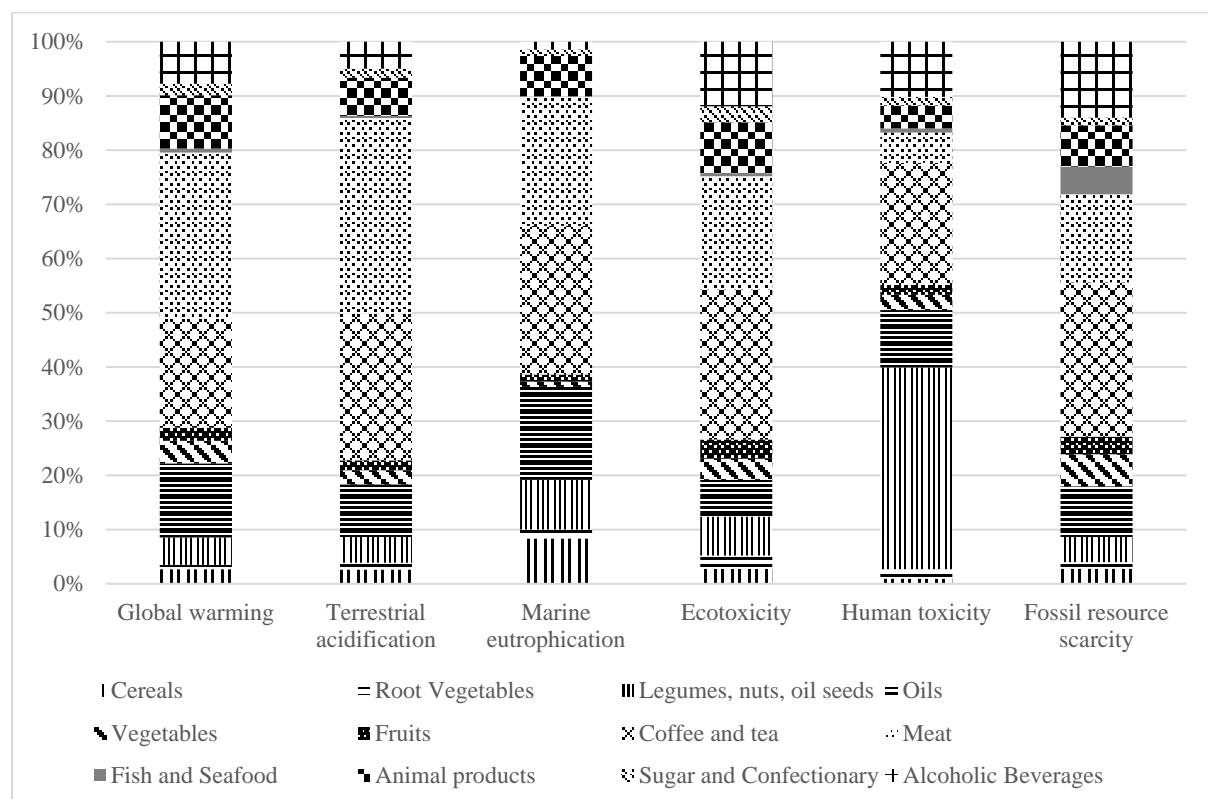 100%
90%
80%
70%
60%
50%
40%
30%
20%
10%
0%
Global warming
Terrestrial
acidification
Marine
eutrophication
Ecotoxicity
Human toxicity
Fossil resource
scarcity
Cereals
Root Vegetables
Legumes, nuts, oil seeds
Oils
Vegetables
Fruits
Coffee and tea
Meat
Fish and Seafood
Animal products
Sugar and Confectionary
Alcoholic Beverages